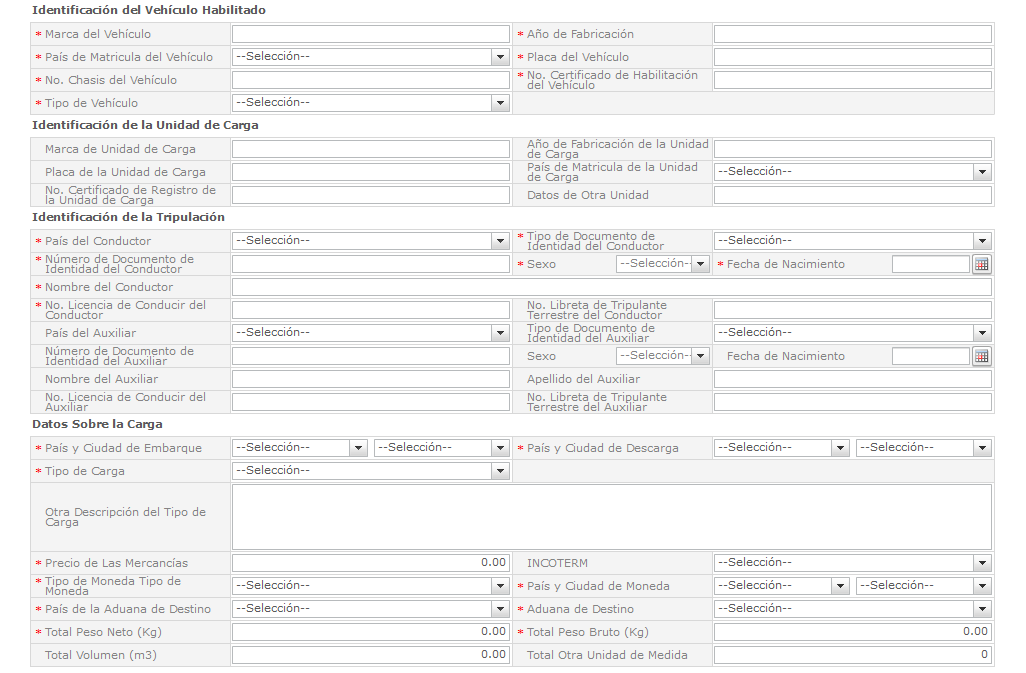 Identificación del Vehículo Habilitado
* Marca del Vehículo * Año de Fabricación
* País de Matricula del Vehículo --Selección-- * Placa del Vehículo
* No. Chasis del Vehículo * No. Certificado de Habilitación
del Vehículo
* Tipo de Vehículo --Selección--
Identificación de la Unidad de Carga
Marca de Unidad de Carga Año de Fabricación de la Unidad
de Carga
Placa de la Unidad de Carga País de Matricula de la Unidad
de Carga --Selección--
No. Certificado de Registro de
la Unidad de Carga Datos de Otra Unidad
Identificación de la Tripulación
* País del Conductor --Selección-- * Tipo de Documento de
Identidad del Conductor --Selección--
* Número de Documento de
Identidad del Conductor * Sexo --Selección- * Fecha de Nacimiento
* Nombre del Conductor
* No. Licencia de Conducir del
Conductor No. Libreta de Tripulante
Terrestre del Conductor
País del Auxiliar --Selección-- Tipo de Documento de
Identidad del Auxiliar --Selección--
Número de Documento de
Identidad del Auxiliar Sexo --Selección- Fecha de Nacimiento
Nombre del Auxiliar Apellido del Auxiliar
No. Licencia de Conducir del
Auxiliar No. Libreta de Tripulante
Terrestre del Auxiliar
Datos Sobre la Carga
* País y Ciudad de Embarque --Selección-- --Selección-- * País y Ciudad de Descarga --Selección-- --Selección--
* Tipo de Carga --Selección--
Otra Descripción del Tipo de
Carga
* Precio de Las Mercancías 0.00 INCOTERM --Selección--
* Tipo de Moneda Tipo de
Moneda --Selección-- * País y Ciudad de Moneda --Selección-- --Selección--
* País de la Aduana de Destino --Selección-- * Aduana de Destino --Selección--
* Total Peso Neto (Kg) 0.00 * Total Peso Bruto (Kg) 0.00
Total Volumen (m3) 0.00 Total Otra Unidad de Medida 0